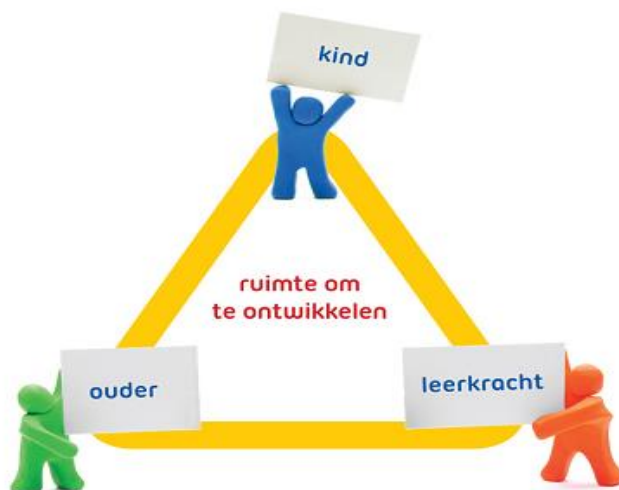 kind
ruimte om
te ontwikkelen
ouder
leerkracht